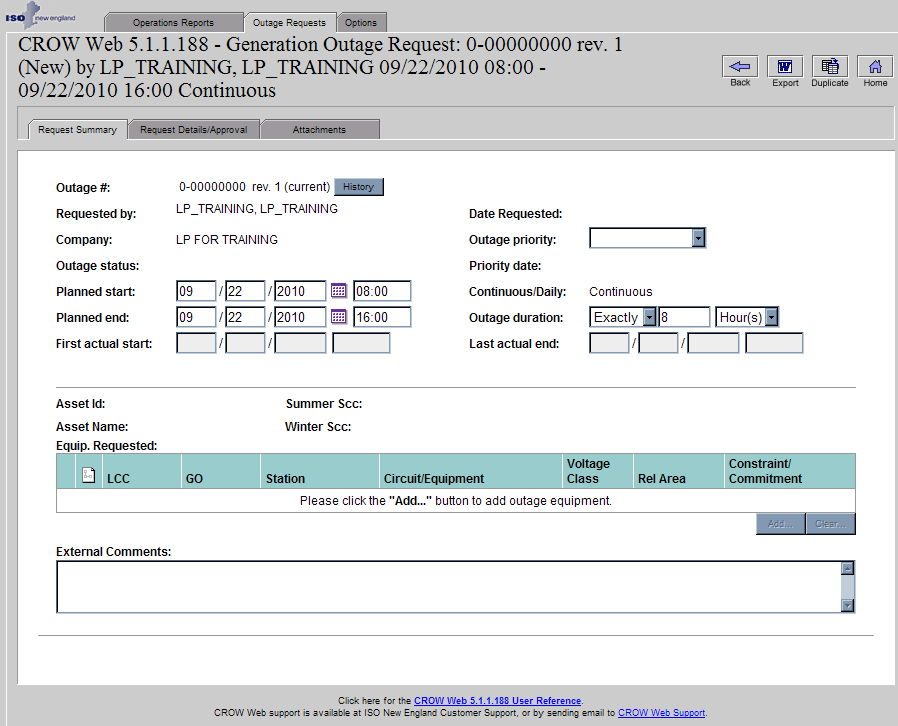 ISO new england
Operations Reports Outage Requests Options
CROW Web 5.1.1.188 - Generation Outage Request: 0-00000000 rev. 1
(New) by LP_TRAINING, LP_TRAINING 09/22/2010 08:00 -
09/22/2010 16:00 Continuous
Back Export Duplicate Home
Request Summary Request Details/Approval Attachments
Outage #: 0-00000000 rev. 1 (current) History
Requested by: LP_TRAINING, LP_TRAINING Date Requested:
Company: LP FOR TRAINING Outage priority:
Outage status: Priority date:
Planned start: 09 / 22 / 2010 08:00 Continuous/Daily: Continuous
Planned end: 09 / 22 / 2010 16:00 Outage duration: Exactly 8 Hour(s)
First actual start: / / Last actual end: / /
Asset Id: Summer Scc:
Asset Name: Winter Scc:
Equip. Requested:
LCC GO Station Circuit/Equipment Voltage Class Rel Area Constraint/ Commitment
Please click the "Add..." button to add outage equipment.
Add... Clear...
External Comments:
Click here for the CROW Web 5.1.1.188 User Reference.
CROW Web support is available at ISO New England Customer Support, or by sending email to CROW Web Support.